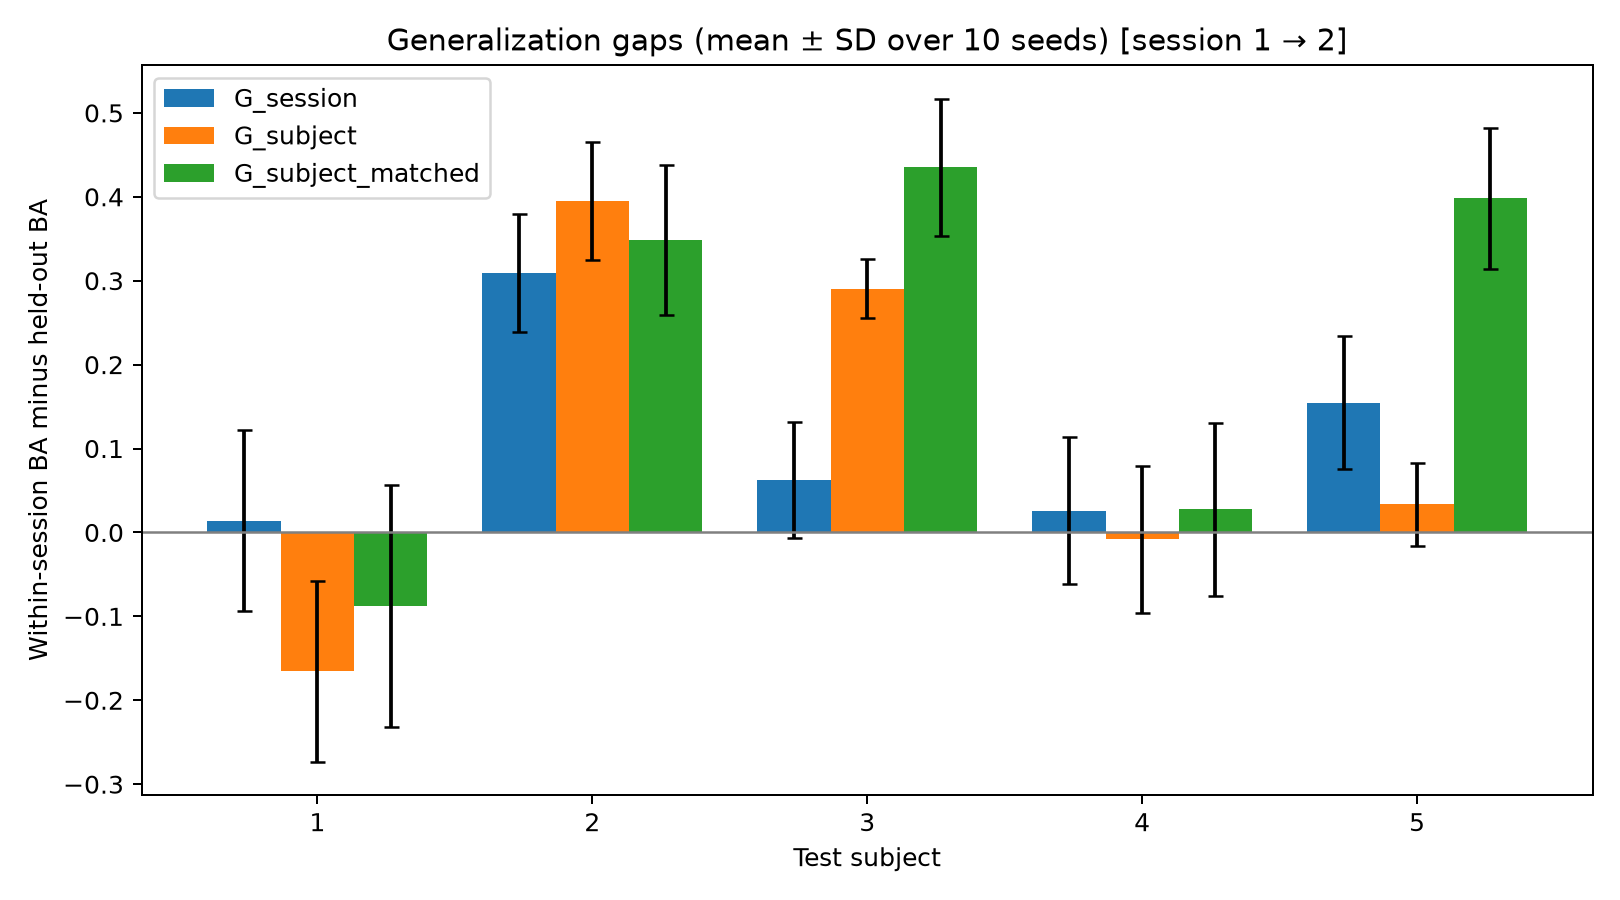 Generalization gaps (mean ± SD over 10 seeds) [session 1 → 2]
G_session
G_subject
G_subject_matched
Within-session BA minus held-out BA
0.5
0.4
0.3
0.2
0.1
0.0
−0.1
−0.2
−0.3
1 2 3 4 5
Test subject